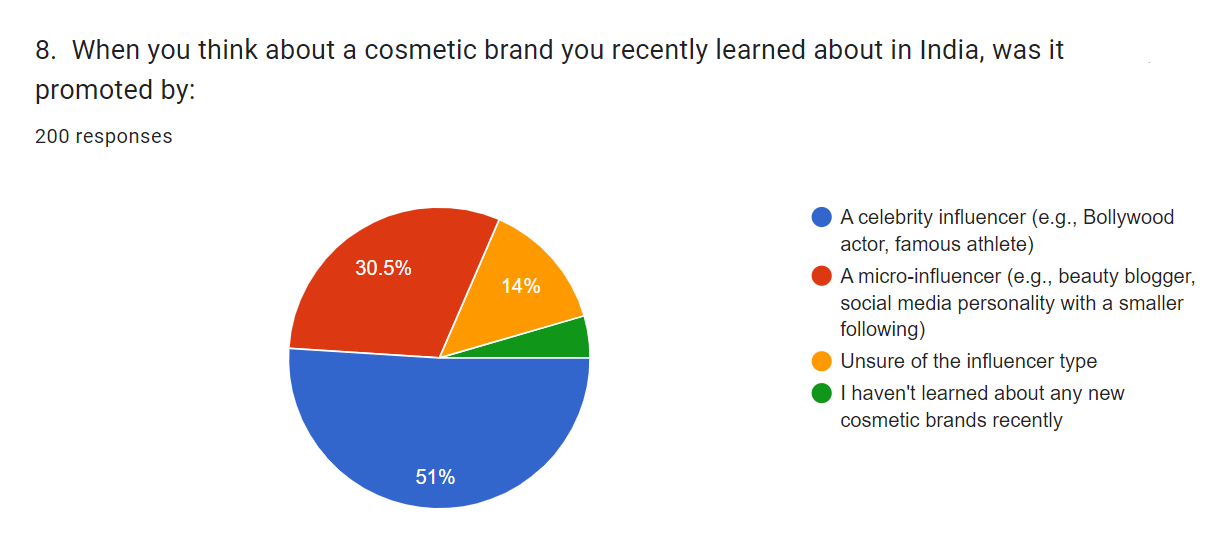 8. When you think about a cosmetic brand you recently learned about in India, was it
promoted by:
200 responses
30.5%
14%
51%
A celebrity influencer (e.g., Bollywood
actor, famous athlete)
A micro-influencer (e.g., beauty blogger,
social media personality with a smaller
following)
Unsure of the influencer type
I haven't learned about any new
cosmetic brands recently